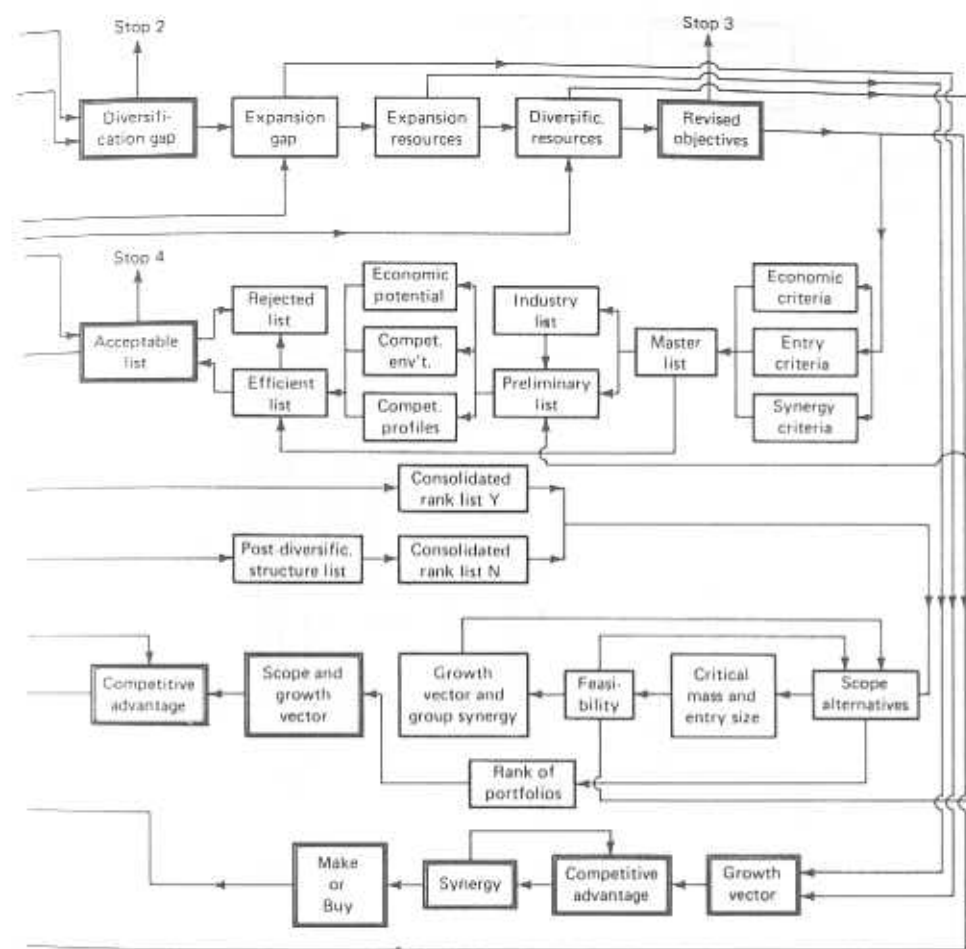 Stop 2
Stop 3
Diversifi-
cation gap
Expansion
gap
Expansion
resources
Diversific.
resources
Revised
objectives
Stop 4
Acceptable
list
Rejected
list
Efficient
list
Economic
potential
Compet.
env't.
Compet.
profiles
Industry
list
Preliminary
list
Master
list
Economic
criteria
Entry
criteria
Synergy
criteria
Consolidated
rank list Y
Post-diversific.
structure list
Consolidated
rank list N
Competitive
advantage
Scope and
growth
vector
Growth
vector and
group synergy
Feasi-
bility
Critical
mass and
entry size
Scope
alternatives
Rank of
portfolios
Make
or
Buy
Synergy
Competitive
advantage
Growth
vector